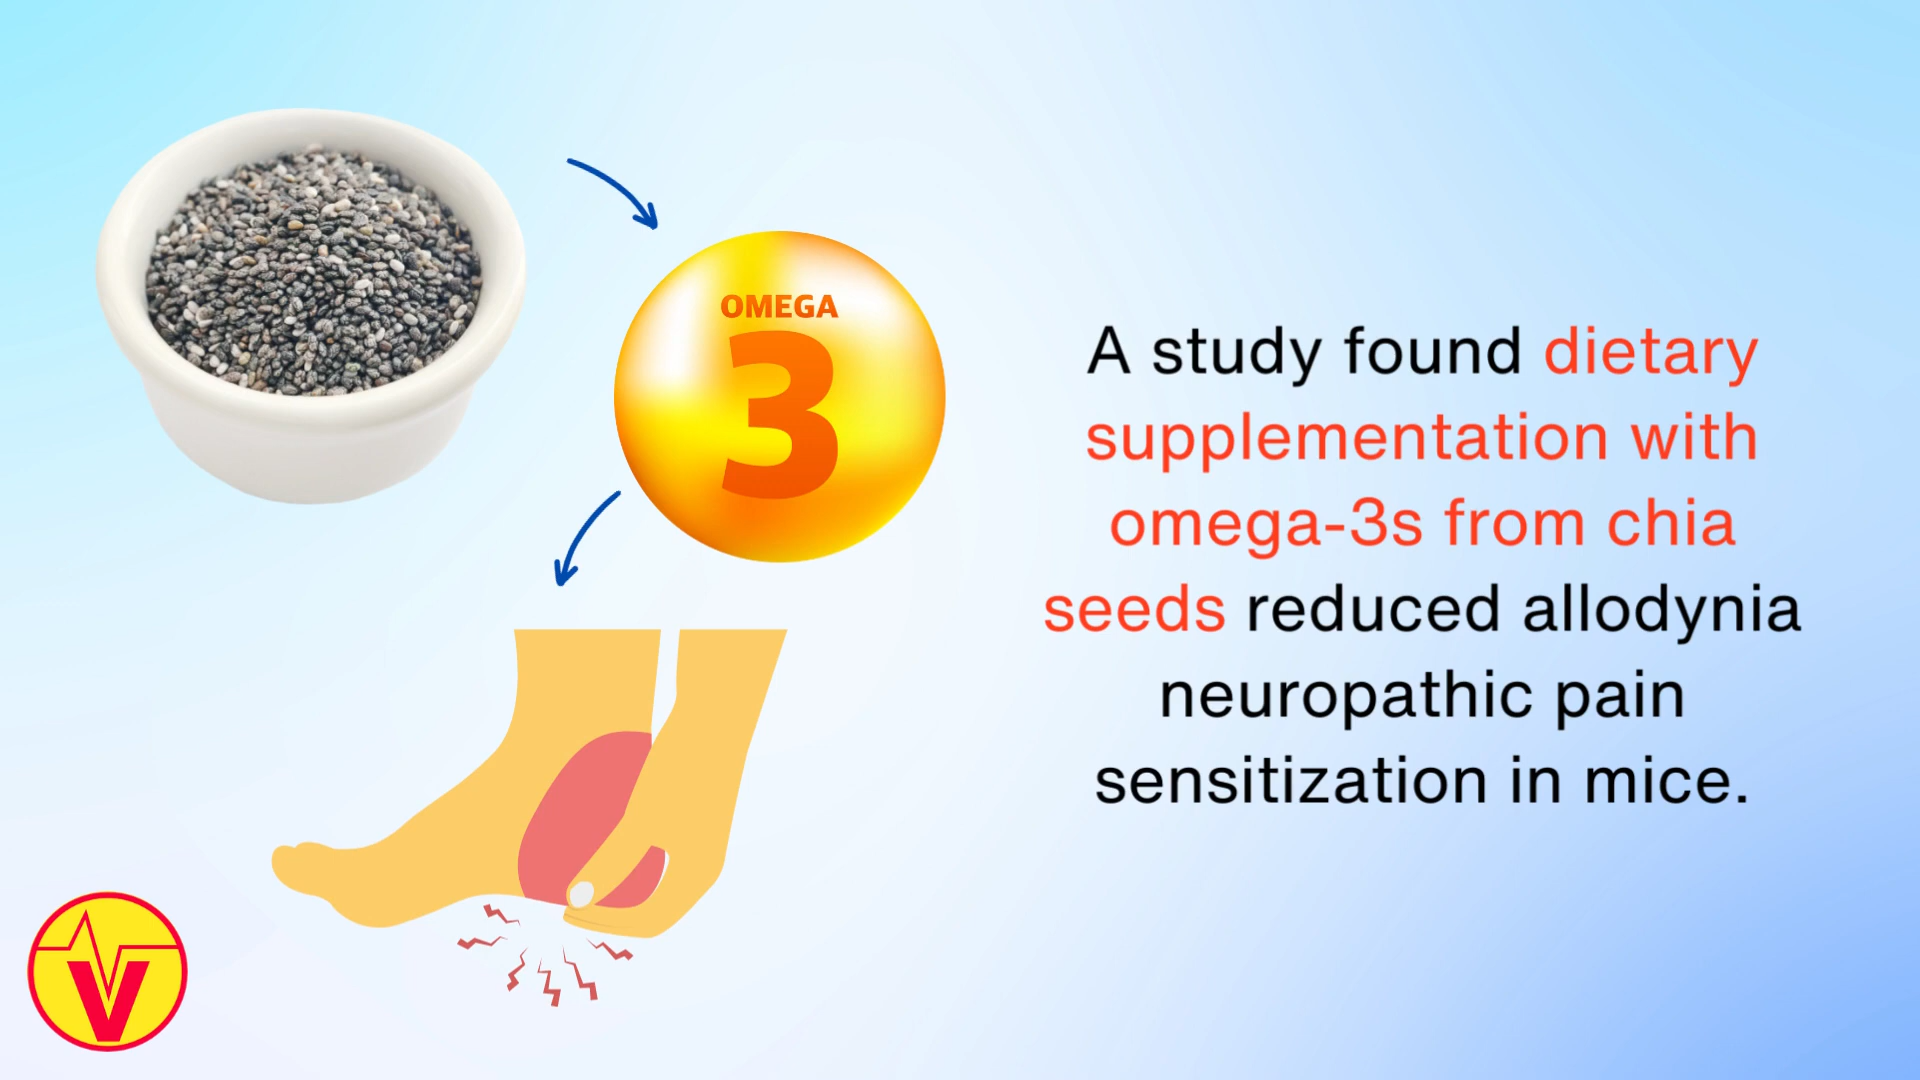 OMEGA
3
A study found dietary
supplementation with
omega-3s from chia
seeds reduced allodynia
neuropathic pain
sensitization in mice.
V